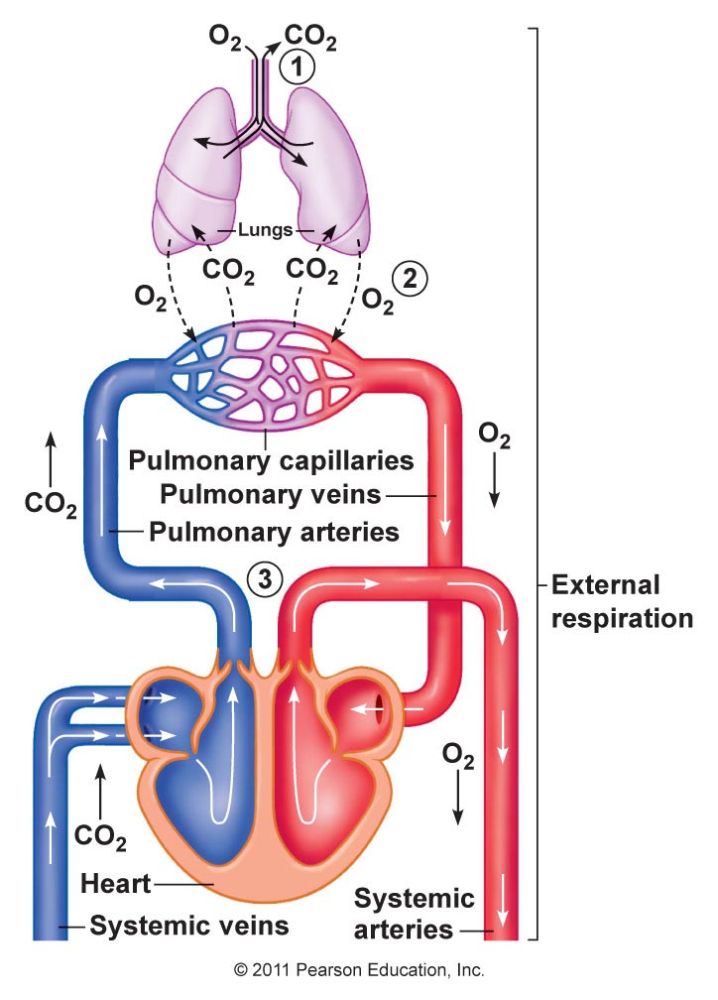 O₂ CO₂
1
Lungs
CO₂ CO₂
2
O₂ O₂
Pulmonary capillaries
O₂
Pulmonary veins
CO₂
Pulmonary arteries
3
External
respiration
O₂
CO₂
Heart
Systemic
arteries
Systemic veins
© 2011 Pearson Education, Inc.